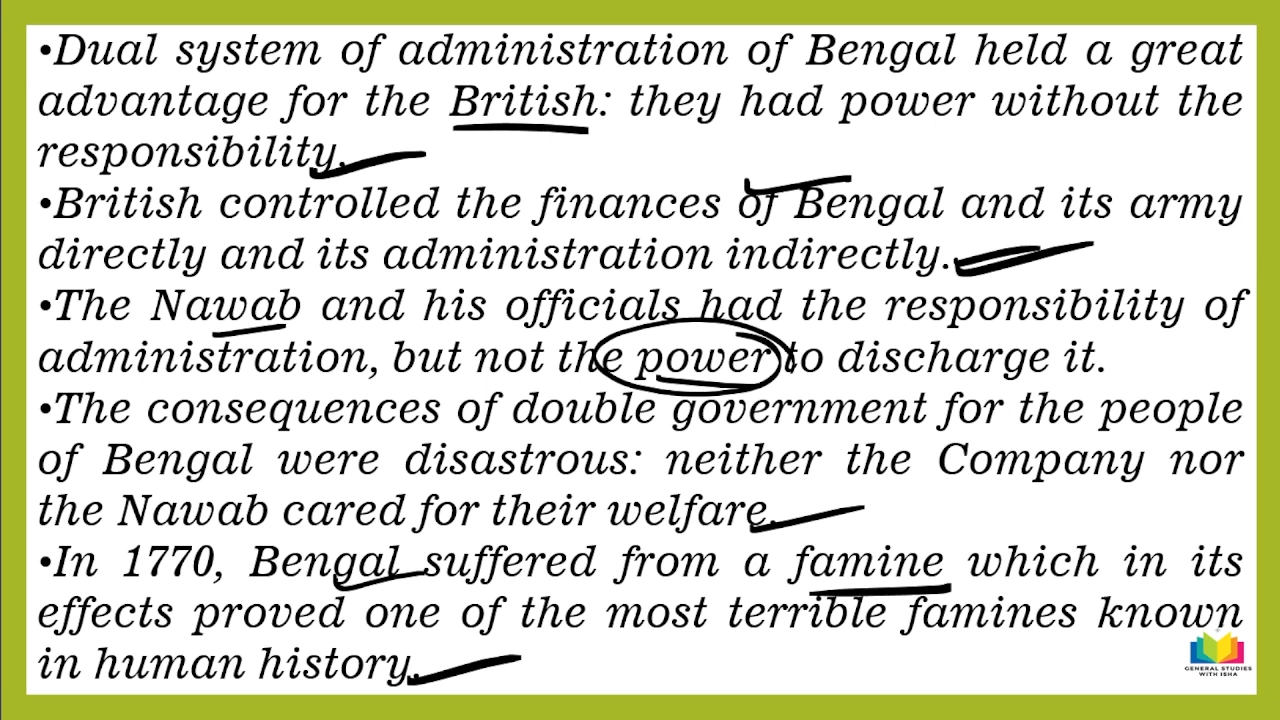 •Dual system of administration of Bengal held a great
advantage for the British: they had power without the
responsibility.
•British controlled the finances of Bengal and its army
directly and its administration indirectly.
•The Nawab and his officials had the responsibility of
administration, but not the power to discharge it.
•The consequences of double government for the people
of Bengal were disastrous: neither the Company nor
the Nawab cared for their welfare.
•In 1770, Bengal suffered from a famine which in its
effects proved one of the most terrible famines known
in human history.
GENERAL STUDIES
WITH ISHA